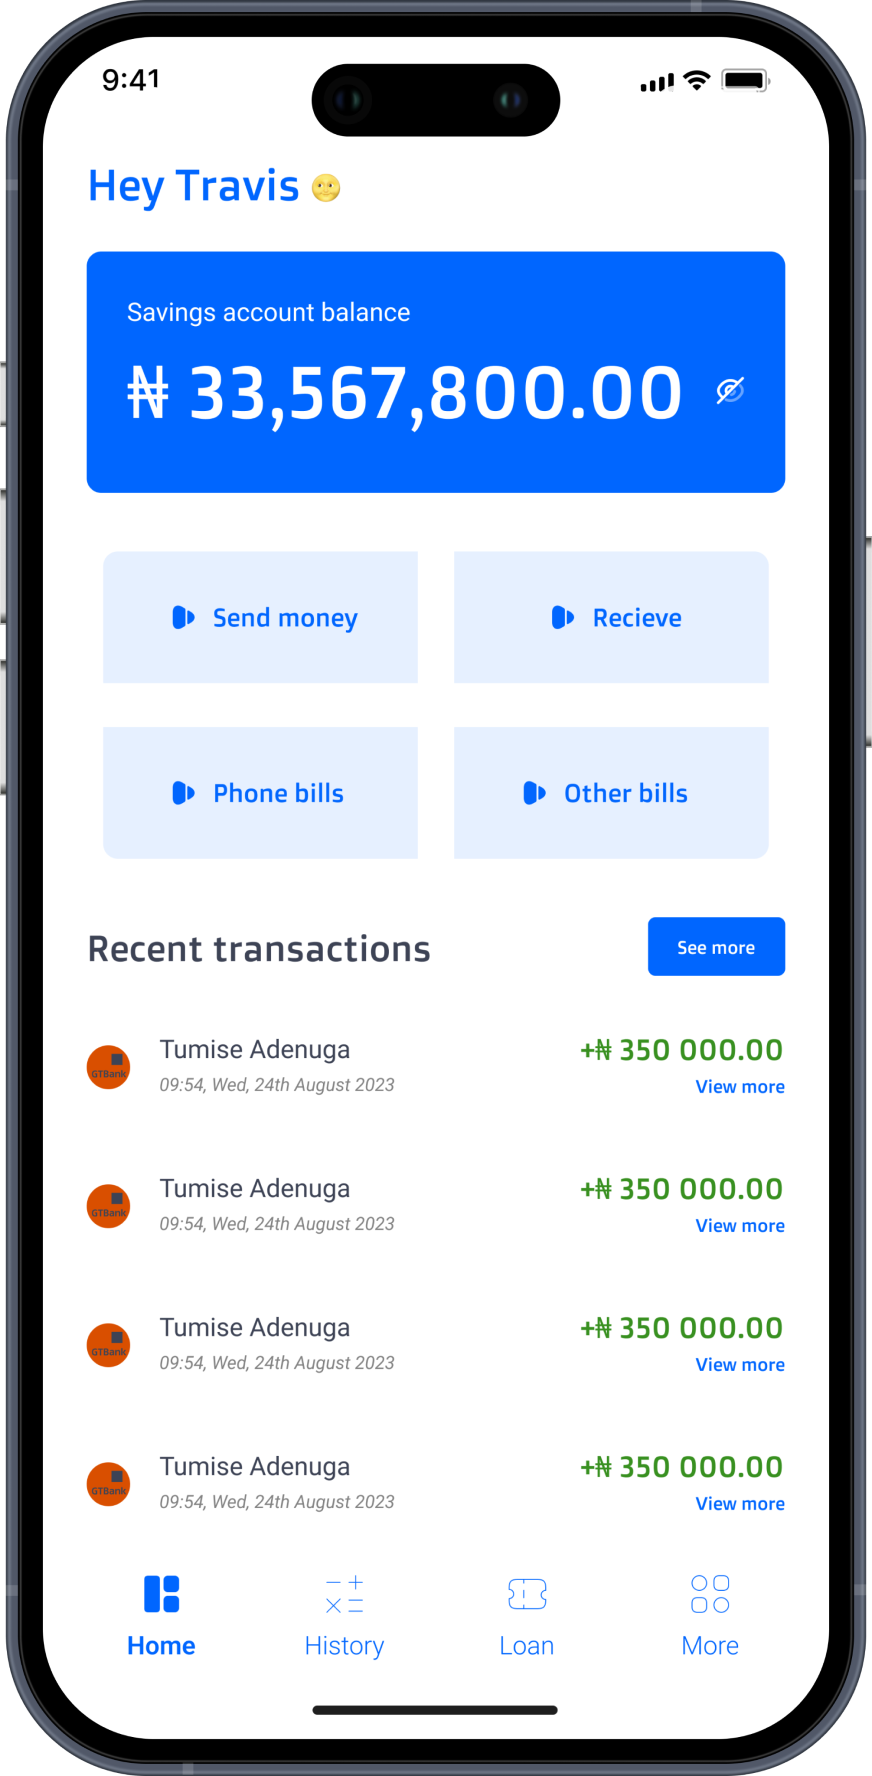 9:41
Hey Travis 🌝
Savings account balance
₦ 33,567,800.00
Send money
Recieve
Phone bills
Other bills
Recent transactions
See more
Tumise Adenuga
+₦ 350 000.00
GTBank
09:54, Wed, 24th August 2023
View more
Tumise Adenuga
+₦ 350 000.00
GTBank
09:54, Wed, 24th August 2023
View more
Tumise Adenuga
+₦ 350 000.00
GTBank
09:54, Wed, 24th August 2023
View more
Tumise Adenuga
+₦ 350 000.00
GTBank
09:54, Wed, 24th August 2023
View more
Home
History
Loan
More